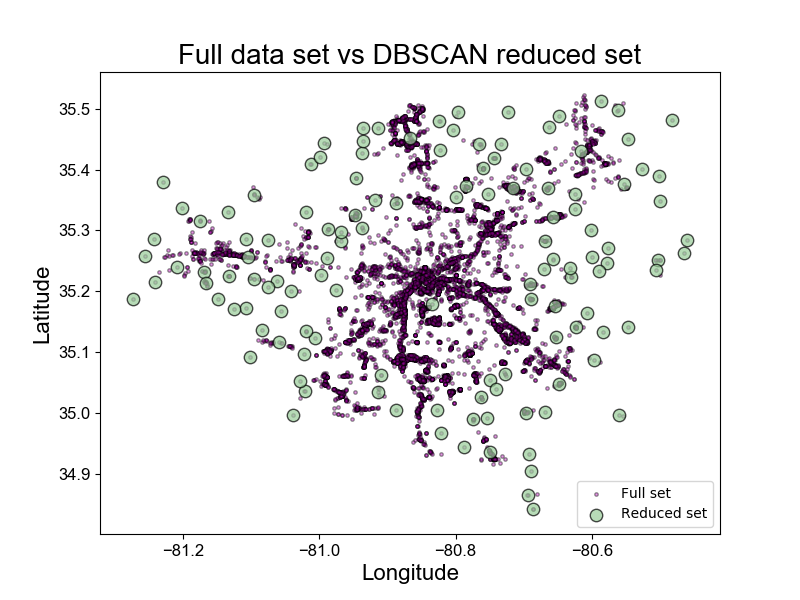 Full data set vs DBSCAN reduced set
35.5
35.4
35.3
35.2
35.1
35.0
34.9
Latitude
−81.2
−81.0
−80.8
−80.6
Longitude
Full set
Reduced set